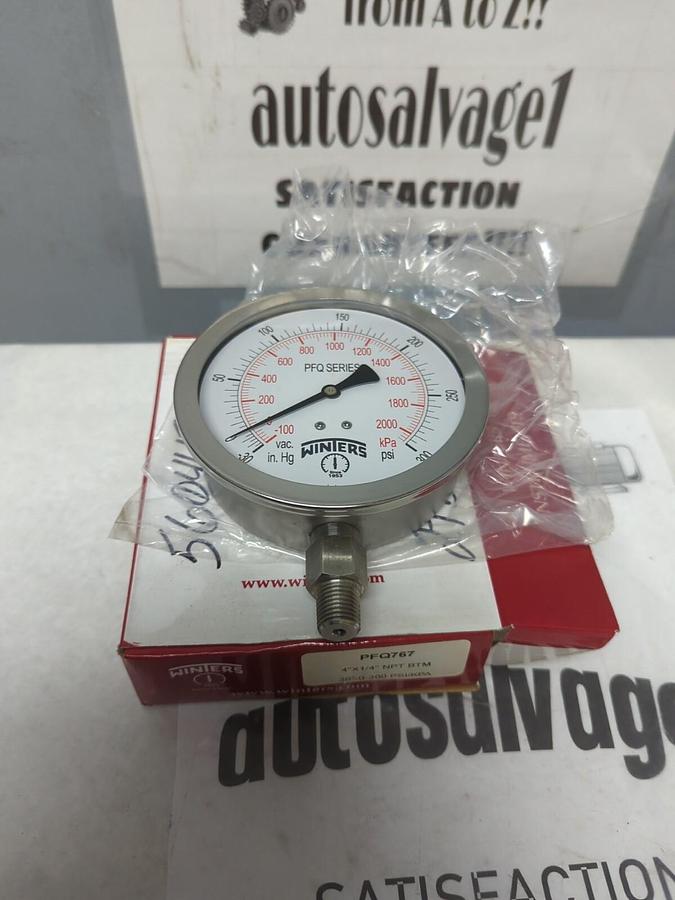 from A to Z!!
autosalvage1
SATISFACTION
50 100 150 200 250 300
-100 200 400 600 800 1000 1200 1400 1600 1800 2000
PFQ SERIES
vac.
in. Hg
kPa
psi
WINTERS
1953
PFQ767
4"X1/4" NPT BTM
WINTERS
www.winters.com
autosalvage
SATISFACTION